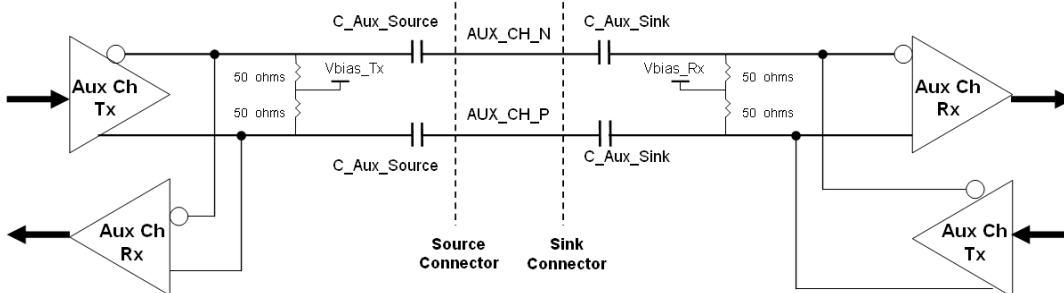 C_Aux_Source
AUX_CH_N
C_Aux_Sink
Aux Ch
Tx
50 ohms
Vbias_Tx
50 ohms
Vbias_Rx
50 ohms
50 ohms
Aux Ch
Rx
AUX_CH_P
C_Aux_Source
C_Aux_Sink
Aux Ch
Rx
Source
Connector
Sink
Connector
Aux Ch
Tx